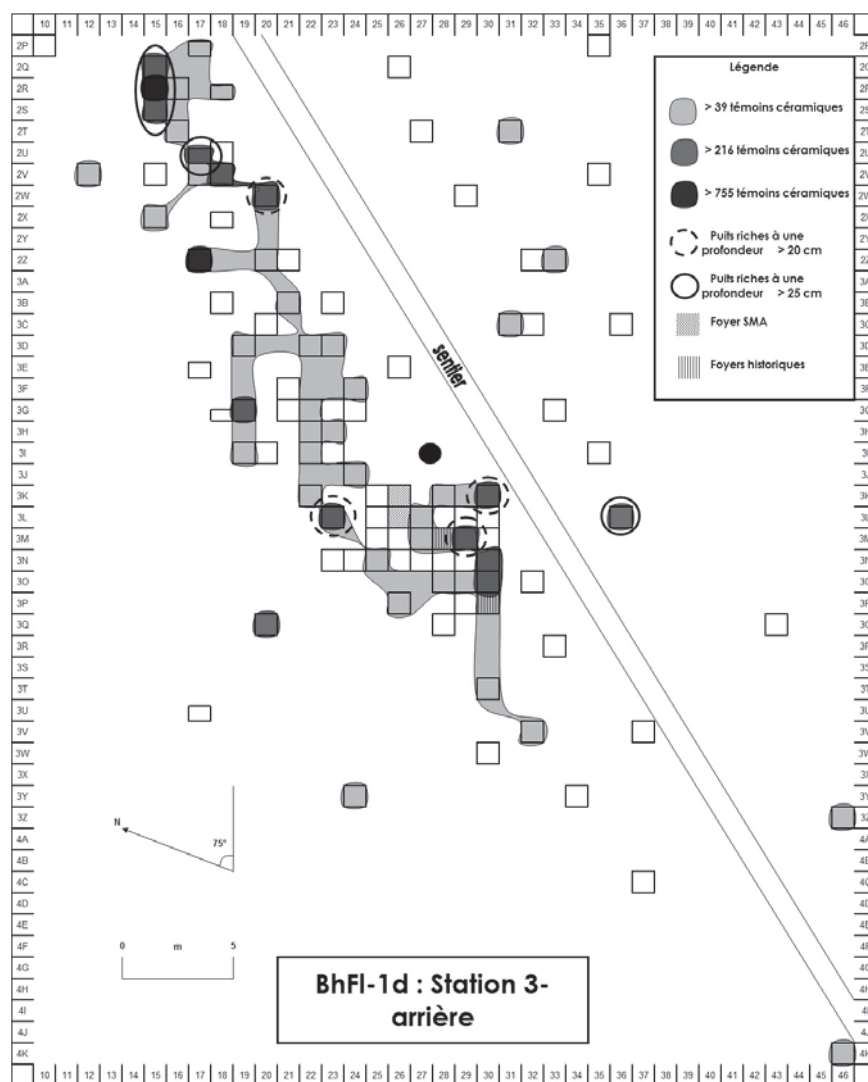 10 11 12 13 14 15 16 17 18 19 20 21 22 23 24 25 26 27 28 29 30 31 32 33 34 35 36 37 38 39 40 41 42 43 44 45 46
2P
2Q
2R
2S
2T
2U
2V
2W
2X
2Y
2Z
3A
3B
3C
3D
3E
3F
3G
3H
3I
3J
3K
3L
3M
3N
3O
3P
3Q
3R
3S
3T
3U
3V
3W
3X
3Y
3Z
4A
4B
4C
4D
4E
4F
4G
4H
4I
4J
4K
Légende
> 39 témoins céramiques
> 216 témoins céramiques
> 755 témoins céramiques
Puits riches à une
profondeur > 20 cm
Puits riches à une
profondeur > 25 cm
Foyer SMA
Foyers historiques
sentier
N
75°
0 m 5
BhFl-1d : Station 3-
arrière
10 11 12 13 14 15 16 17 18 19 20 21 22 23 24 25 26 27 28 29 30 31 32 33 34 35 36 37 38 39 40 41 42 43 44 45 46